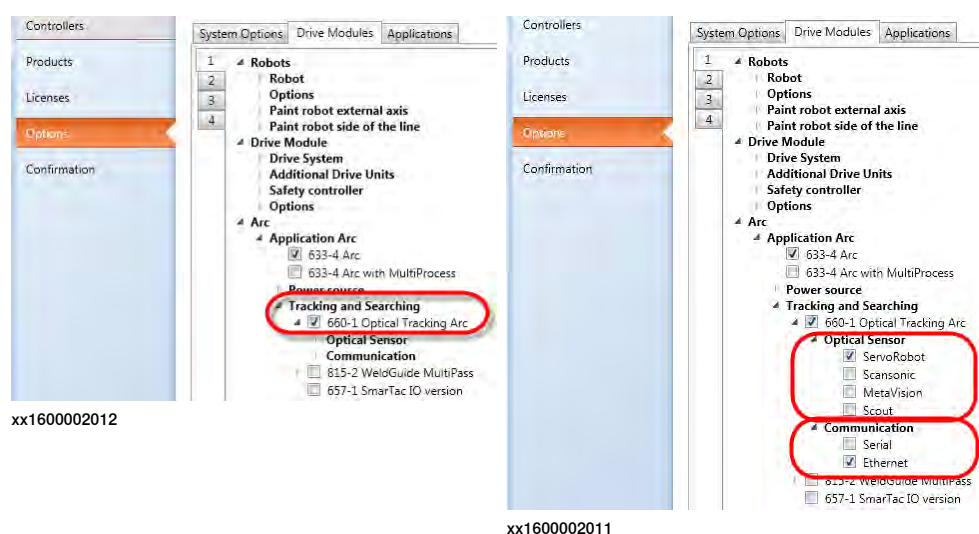 Controllers
Products
Licenses
Options
Confirmation
System Options Drive Modules Applications
1
2
3
4
Robots
Robot
Options
Paint robot external axis
Paint robot side of the line
Drive Module
Drive System
Additional Drive Units
Safety controller
Options
Arc
Application Arc
633-4 Arc
633-4 Arc with MultiProcess
Power source
Tracking and Searching
660-1 Optical Tracking Arc
Optical Sensor
Communication
815-2 WeldGuide MultiPass
657-1 SmarTac IO version
xx1600002012
Controllers
Products
Licenses
Options
Confirmation
System Options Drive Modules Applications
1
2
3
4
Robots
Robot
Options
Paint robot external axis
Paint robot side of the line
Drive Module
Drive System
Additional Drive Units
Safety controller
Options
Arc
Application Arc
633-4 Arc
633-4 Arc with MultiProcess
Power source
Tracking and Searching
660-1 Optical Tracking Arc
Optical Sensor
ServoRobot
Scansonic
MetaVision
Scout
Communication
Serial
Ethernet
815-2 WeldGuide MultiPass
657-1 SmarTac IO version
xx1600002011